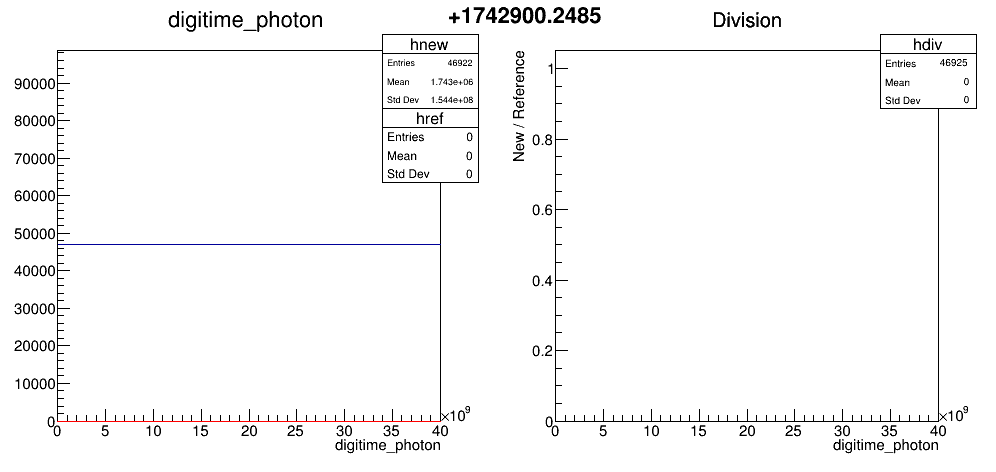 +1742900.2485
digitime_photon
hnew
Entries 46922
Mean 1.743e+06
Std Dev 1.544e+08
href
Entries 0
Mean 0
Std Dev 0
90000
80000
70000
60000
50000
40000
30000
20000
10000
0
0 5 10 15 20 25 30 35 40
×10⁹
digitime_photon
Division
hdiv
Entries 46925
Mean 0
Std Dev 0
New / Reference
1
0.8
0.6
0.4
0.2
0
0 5 10 15 20 25 30 35 40
×10⁹
digitime_photon